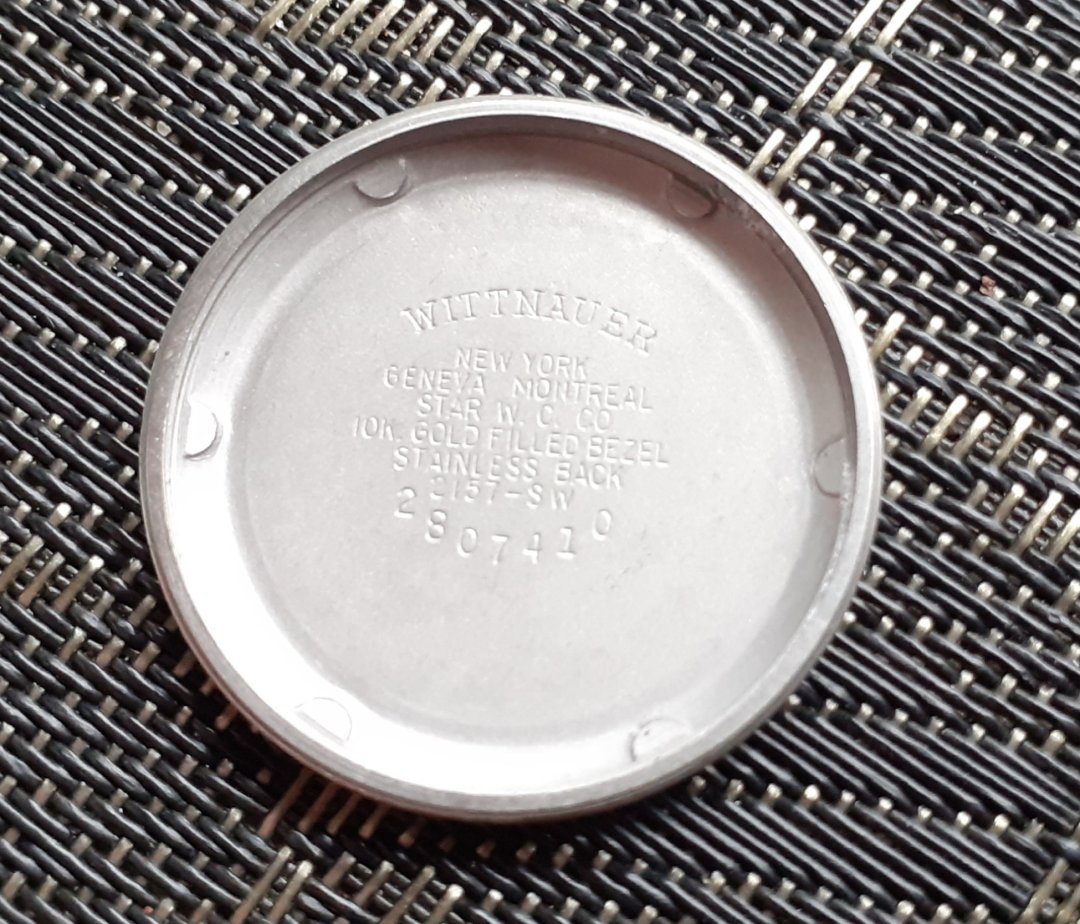 WITTNAUER
NEW YORK
GENEVA MONTREAL
STAR W. C. CO.
10K. GOLD FILLED BEZEL
STAINLESS BACK
2157-SW
2807410